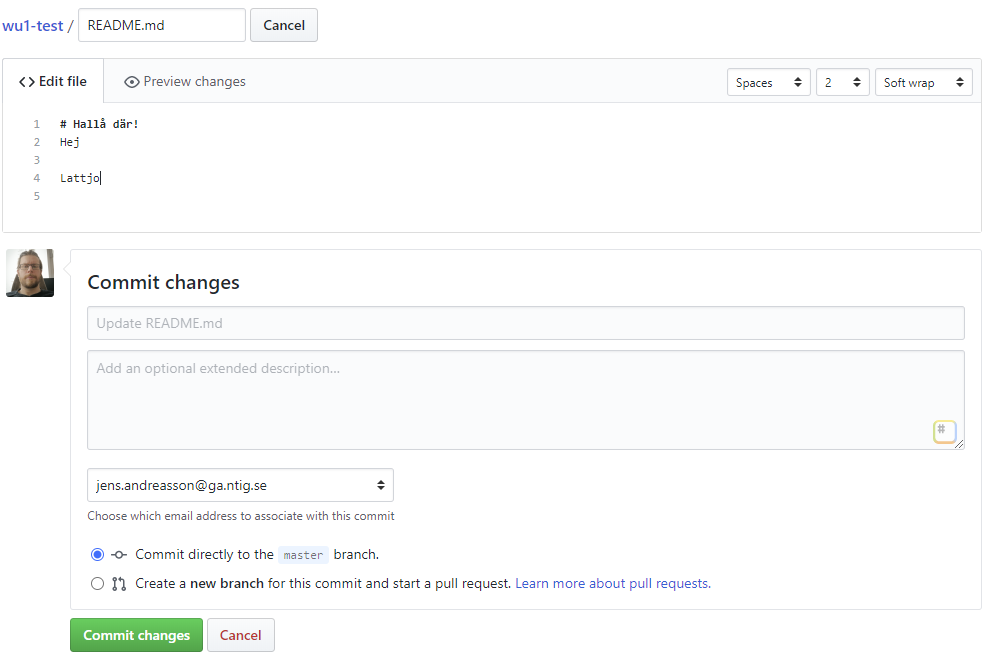 wu1-test / README.md Cancel
Edit file Preview changes Spaces 2 Soft wrap
1 # Hallå där!
2 Hej
3
4 Lattjo
5
Commit changes
Update README.md
Add an optional extended description...
#
jens.andreasson@ga.ntig.se
Choose which email address to associate with this commit
Commit directly to the master branch.
Create a new branch for this commit and start a pull request. Learn more about pull requests.
Commit changes Cancel